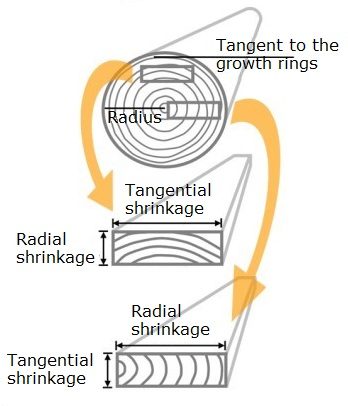 Tangent to the
growth rings
Radius
Tangential
shrinkage
Radial
shrinkage
Radial
shrinkage
Tangential
shrinkage